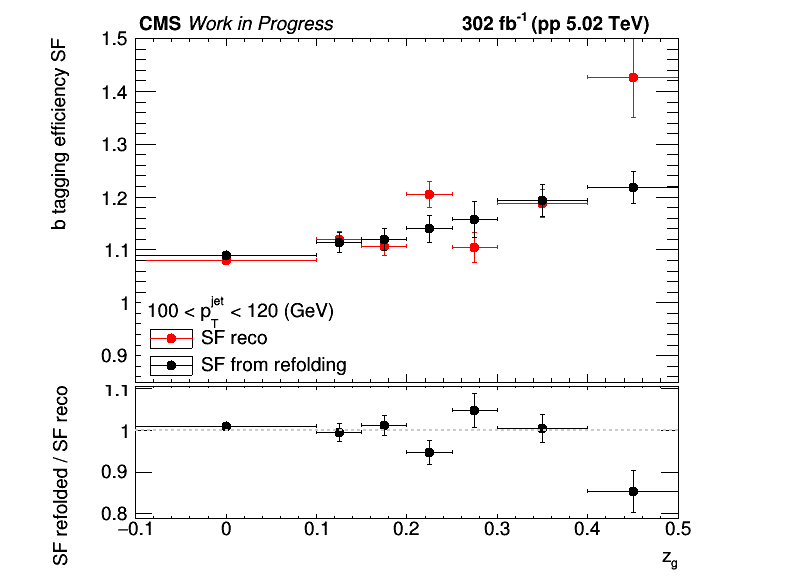 CMS Work in Progress 302 fb-1 (pp 5.02 TeV)
b tagging efficiency SF
1.5
1.4
1.3
1.2
1.1
1
0.9
100 < pTjet < 120 (GeV)
SF reco
SF from refolding
SF refolded / SF reco
1.1
1
0.9
0.8
−0.1 0 0.1 0.2 0.3 0.4 0.5
zg